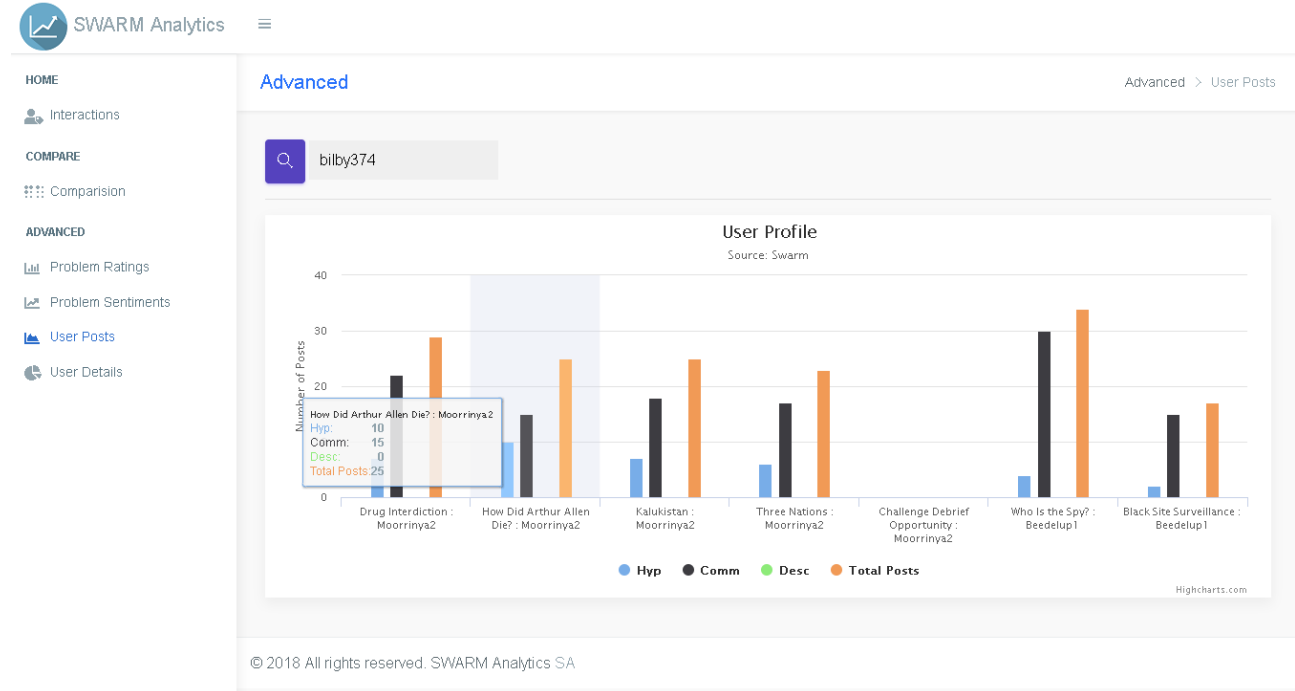 SWARM Analytics
HOME
Interactions
COMPARE
Comparision
ADVANCED
Problem Ratings
Problem Sentiments
User Posts
User Details
Advanced
Advanced > User Posts
bilby374
User Profile
Source: Swarm
Number of Posts
40
30
20
0
How Did Arthur Allen Die? : Moorrinya2
Hyp: 10
Comm: 15
Desc: 0
Total Posts:25
Drug Interdiction :
Moorrinya2
How Did Arthur Allen
Die? : Moorrinya2
Kalukistan :
Moorrinya2
Three Nations :
Moorrinya2
Challenge Debrief
Opportunity :
Moorrinya2
Who Is the Spy? :
Beedelup1
Black Site Surveillance :
Beedelup1
Hyp Comm Desc Total Posts
Highcharts.com
© 2018 All rights reserved. SWARM Analytics SA